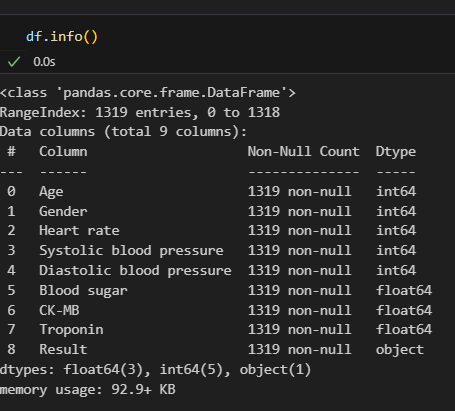 df.info()
✓ 0.0s
<class 'pandas.core.frame.DataFrame'>
RangeIndex: 1319 entries, 0 to 1318
Data columns (total 9 columns):
 #   Column                    Non-Null Count  Dtype
---  ------                    --------------  -----
 0   Age                       1319 non-null   int64
 1   Gender                    1319 non-null   int64
 2   Heart rate                1319 non-null   int64
 3   Systolic blood pressure   1319 non-null   int64
 4   Diastolic blood pressure  1319 non-null   int64
 5   Blood sugar               1319 non-null   float64
 6   CK-MB                     1319 non-null   float64
 7   Troponin                  1319 non-null   float64
 8   Result                    1319 non-null   object
dtypes: float64(3), int64(5), object(1)
memory usage: 92.9+ KB